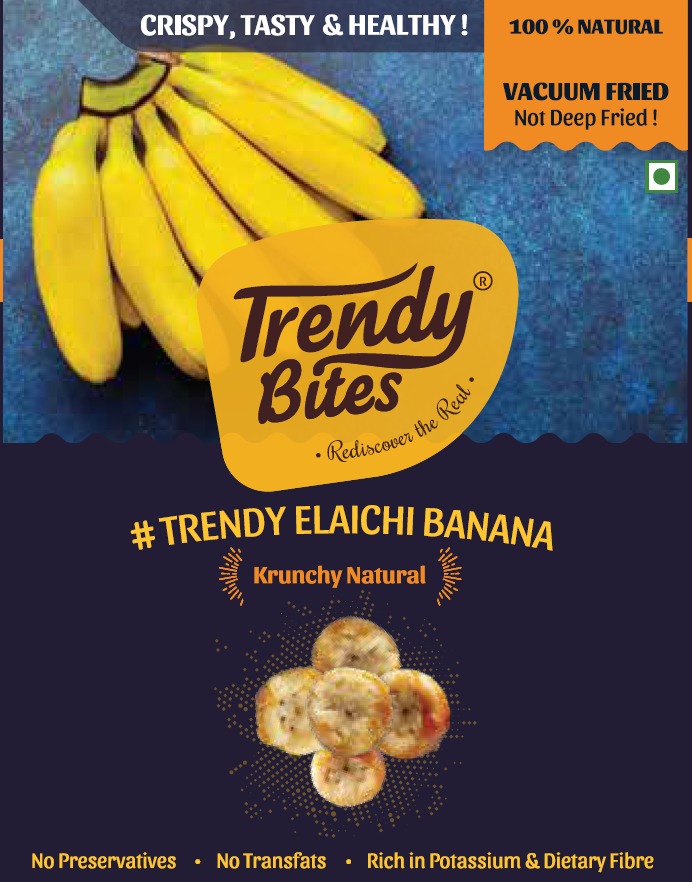 CRISPY, TASTY & HEALTHY !
100 % NATURAL
VACUUM FRIED
Not Deep Fried !
Trendy®
Bites
• Rediscover the Real •
# TRENDY ELAICHI BANANA
Krunchy Natural
No Preservatives • No Transfats • Rich in Potassium & Dietary Fibre